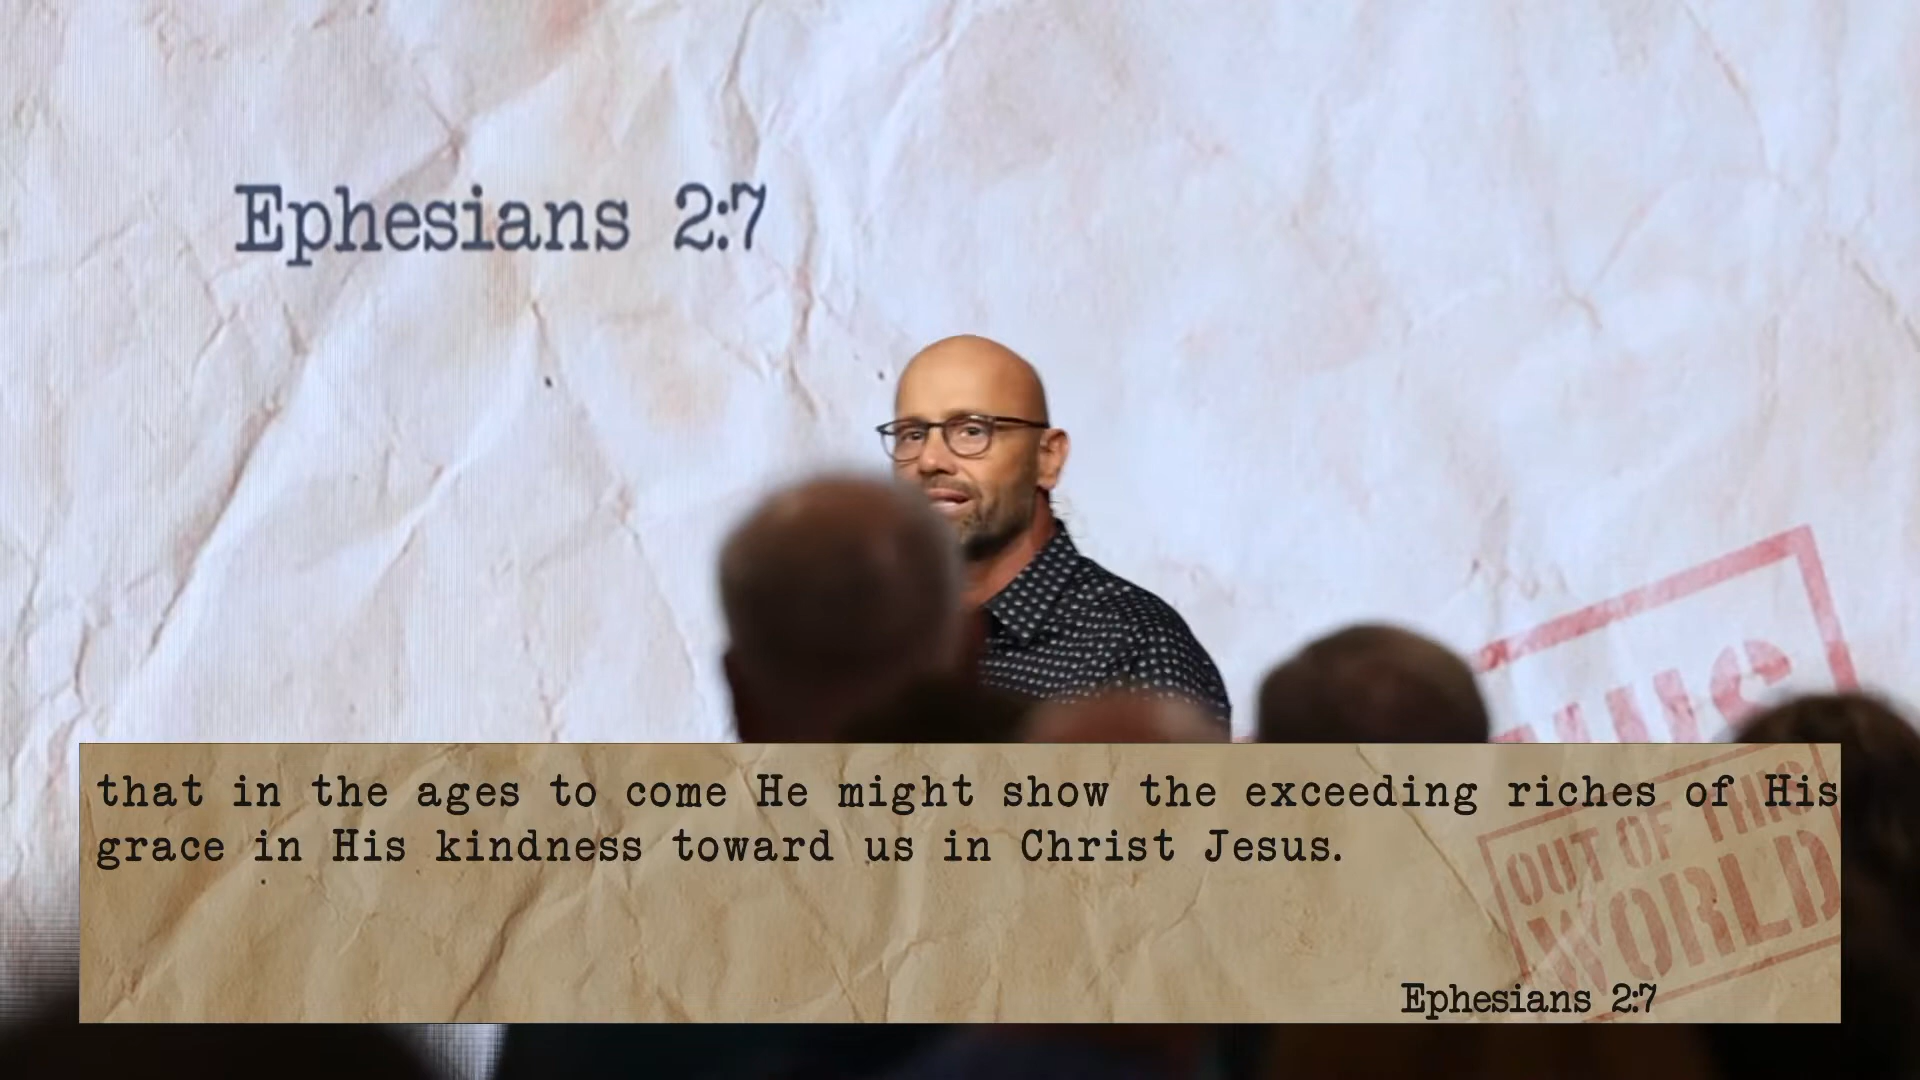 Ephesians 2:7
that in the ages to come He might show the exceeding riches of His
grace in His kindness toward us in Christ Jesus.
OUT OF THIS
WORLD
Ephesians 2:7